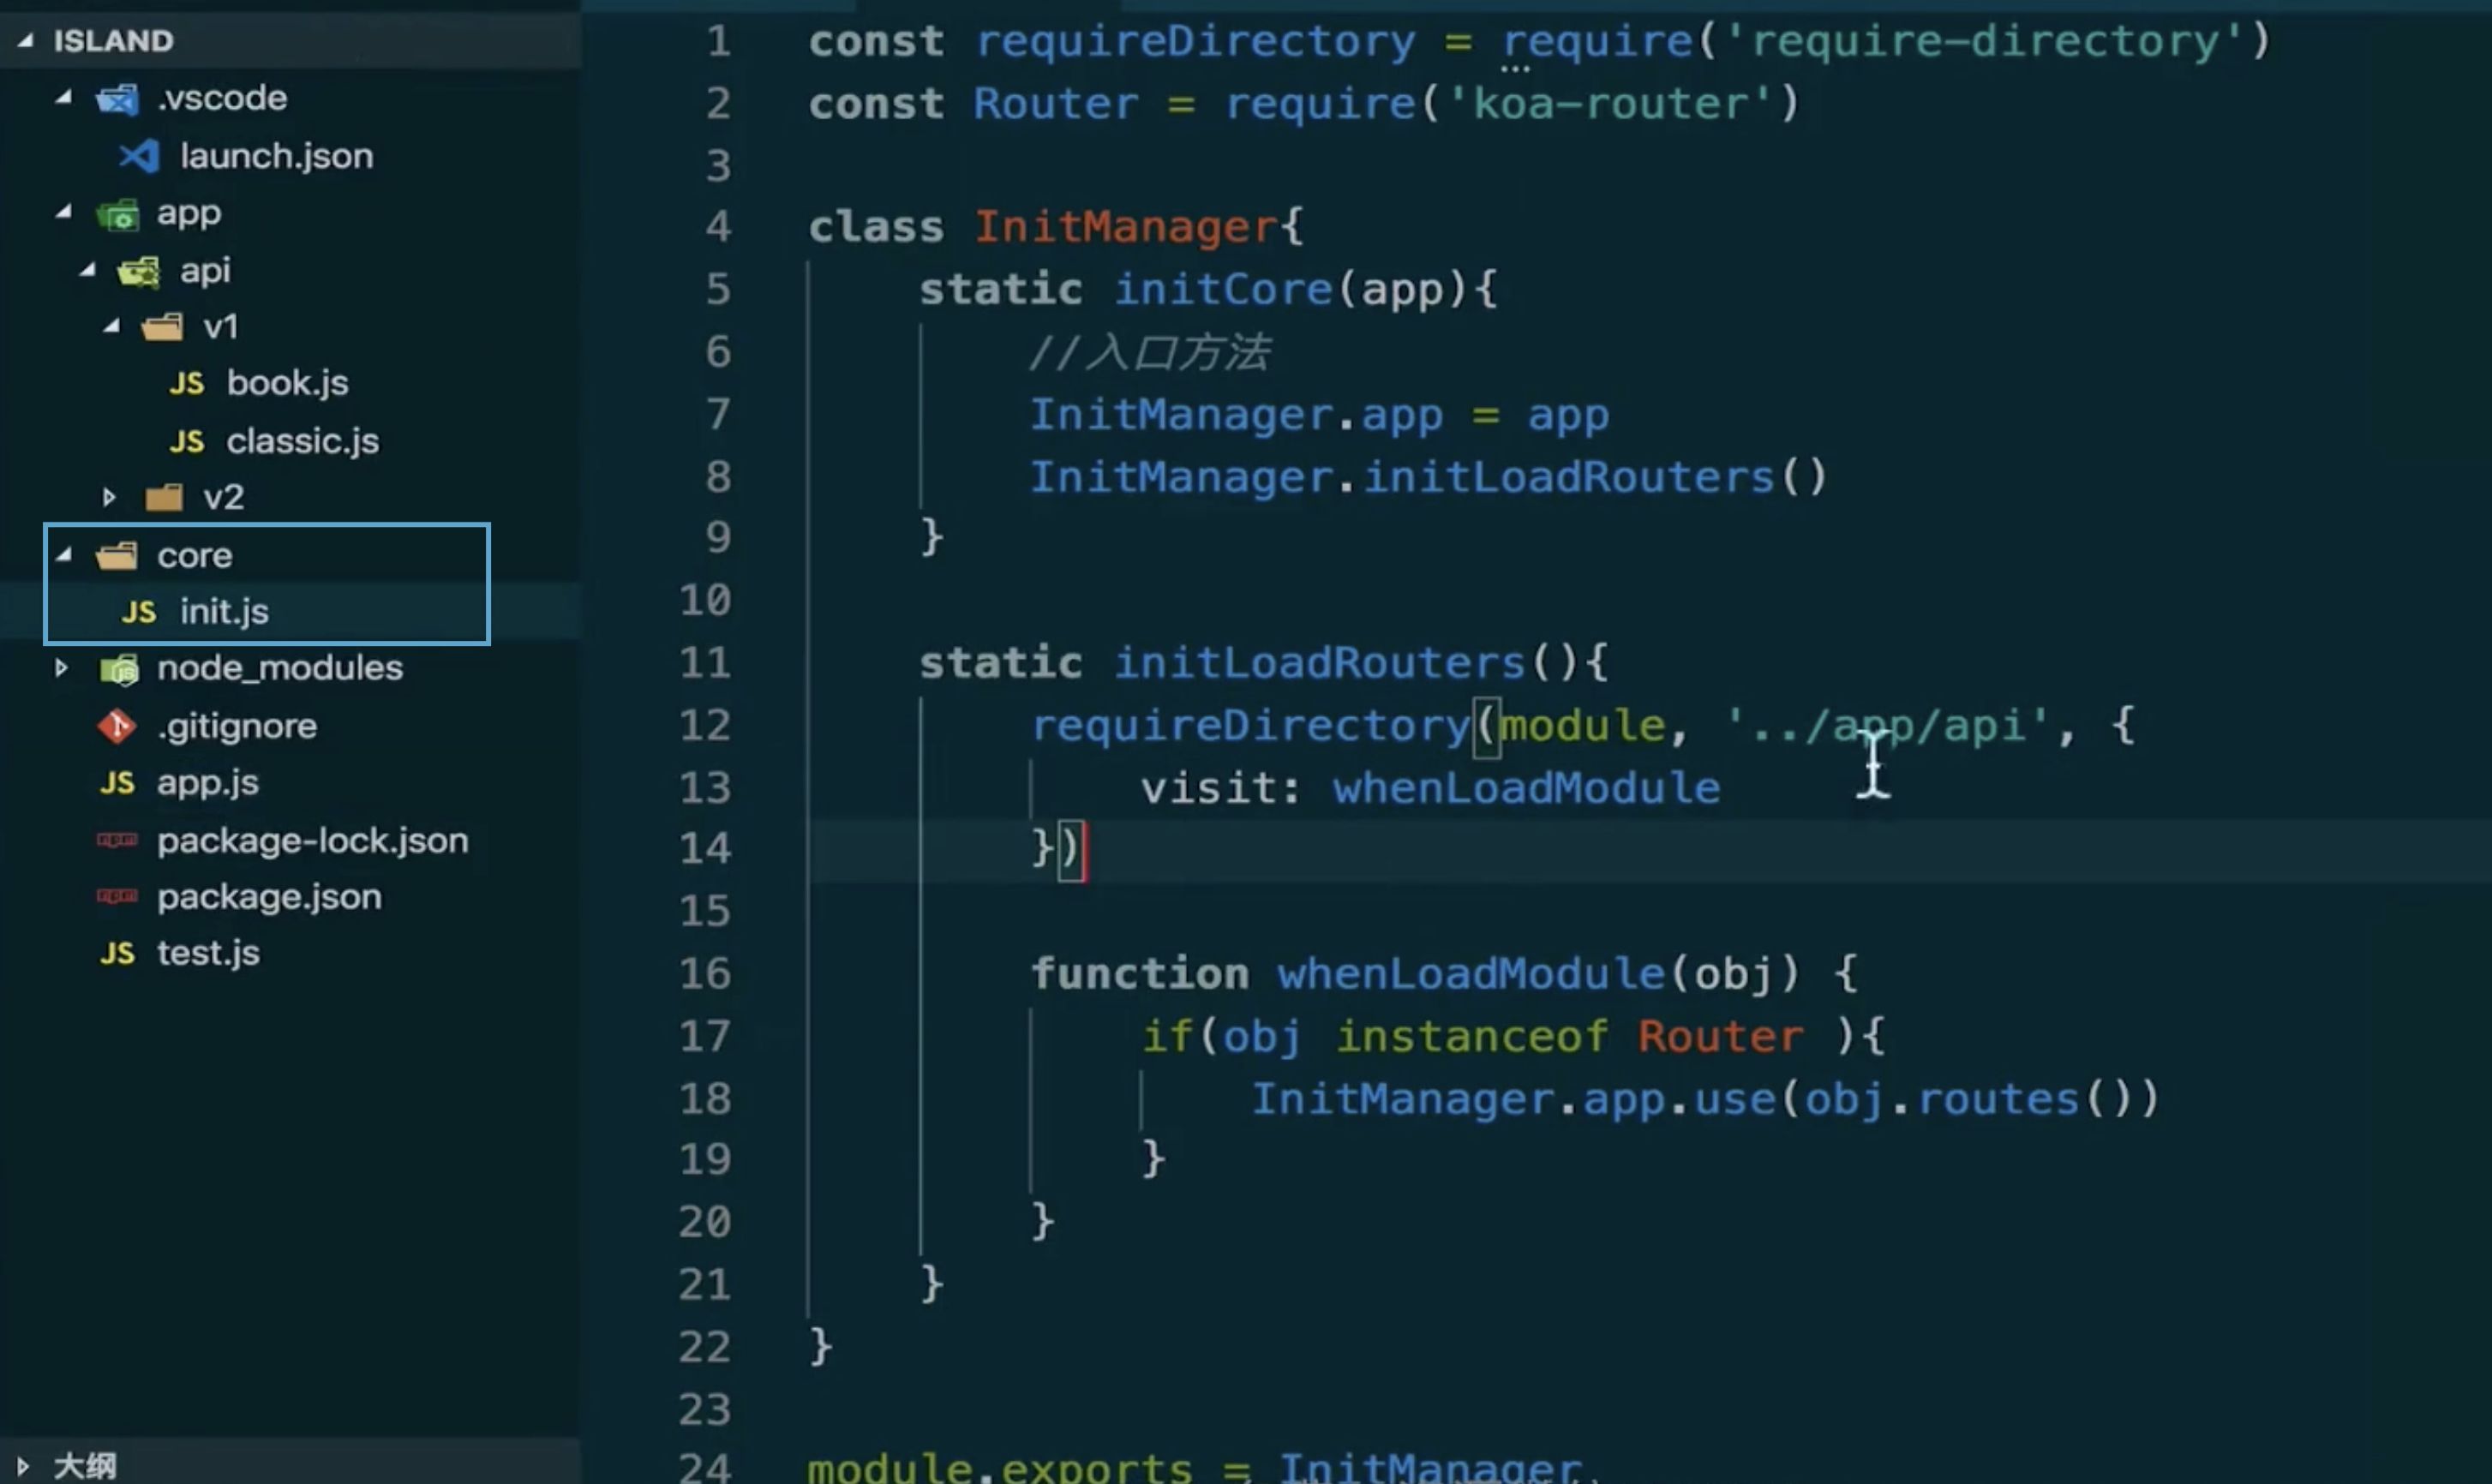 ISLAND
.vscode
launch.json
app
api
v1
JS book.js
JS classic.js
v2
core
JS init.js
node_modules
.gitignore
JS app.js
package-lock.json
package.json
JS test.js
大纲
1 const requireDirectory = require('require-directory')
2 const Router = require('koa-router')
3
4 class InitManager{
5 static initCore(app){
6 //入口方法
7 InitManager.app = app
8 InitManager.initLoadRouters()
9 }
10
11 static initLoadRouters(){
12 requireDirectory(module, '../app/api', {
13 visit: whenLoadModule
14 })
15
16 function whenLoadModule(obj) {
17 if(obj instanceof Router ){
18 InitManager.app.use(obj.routes())
19 }
20 }
21 }
22 }
23
24 module.exports = InitManager